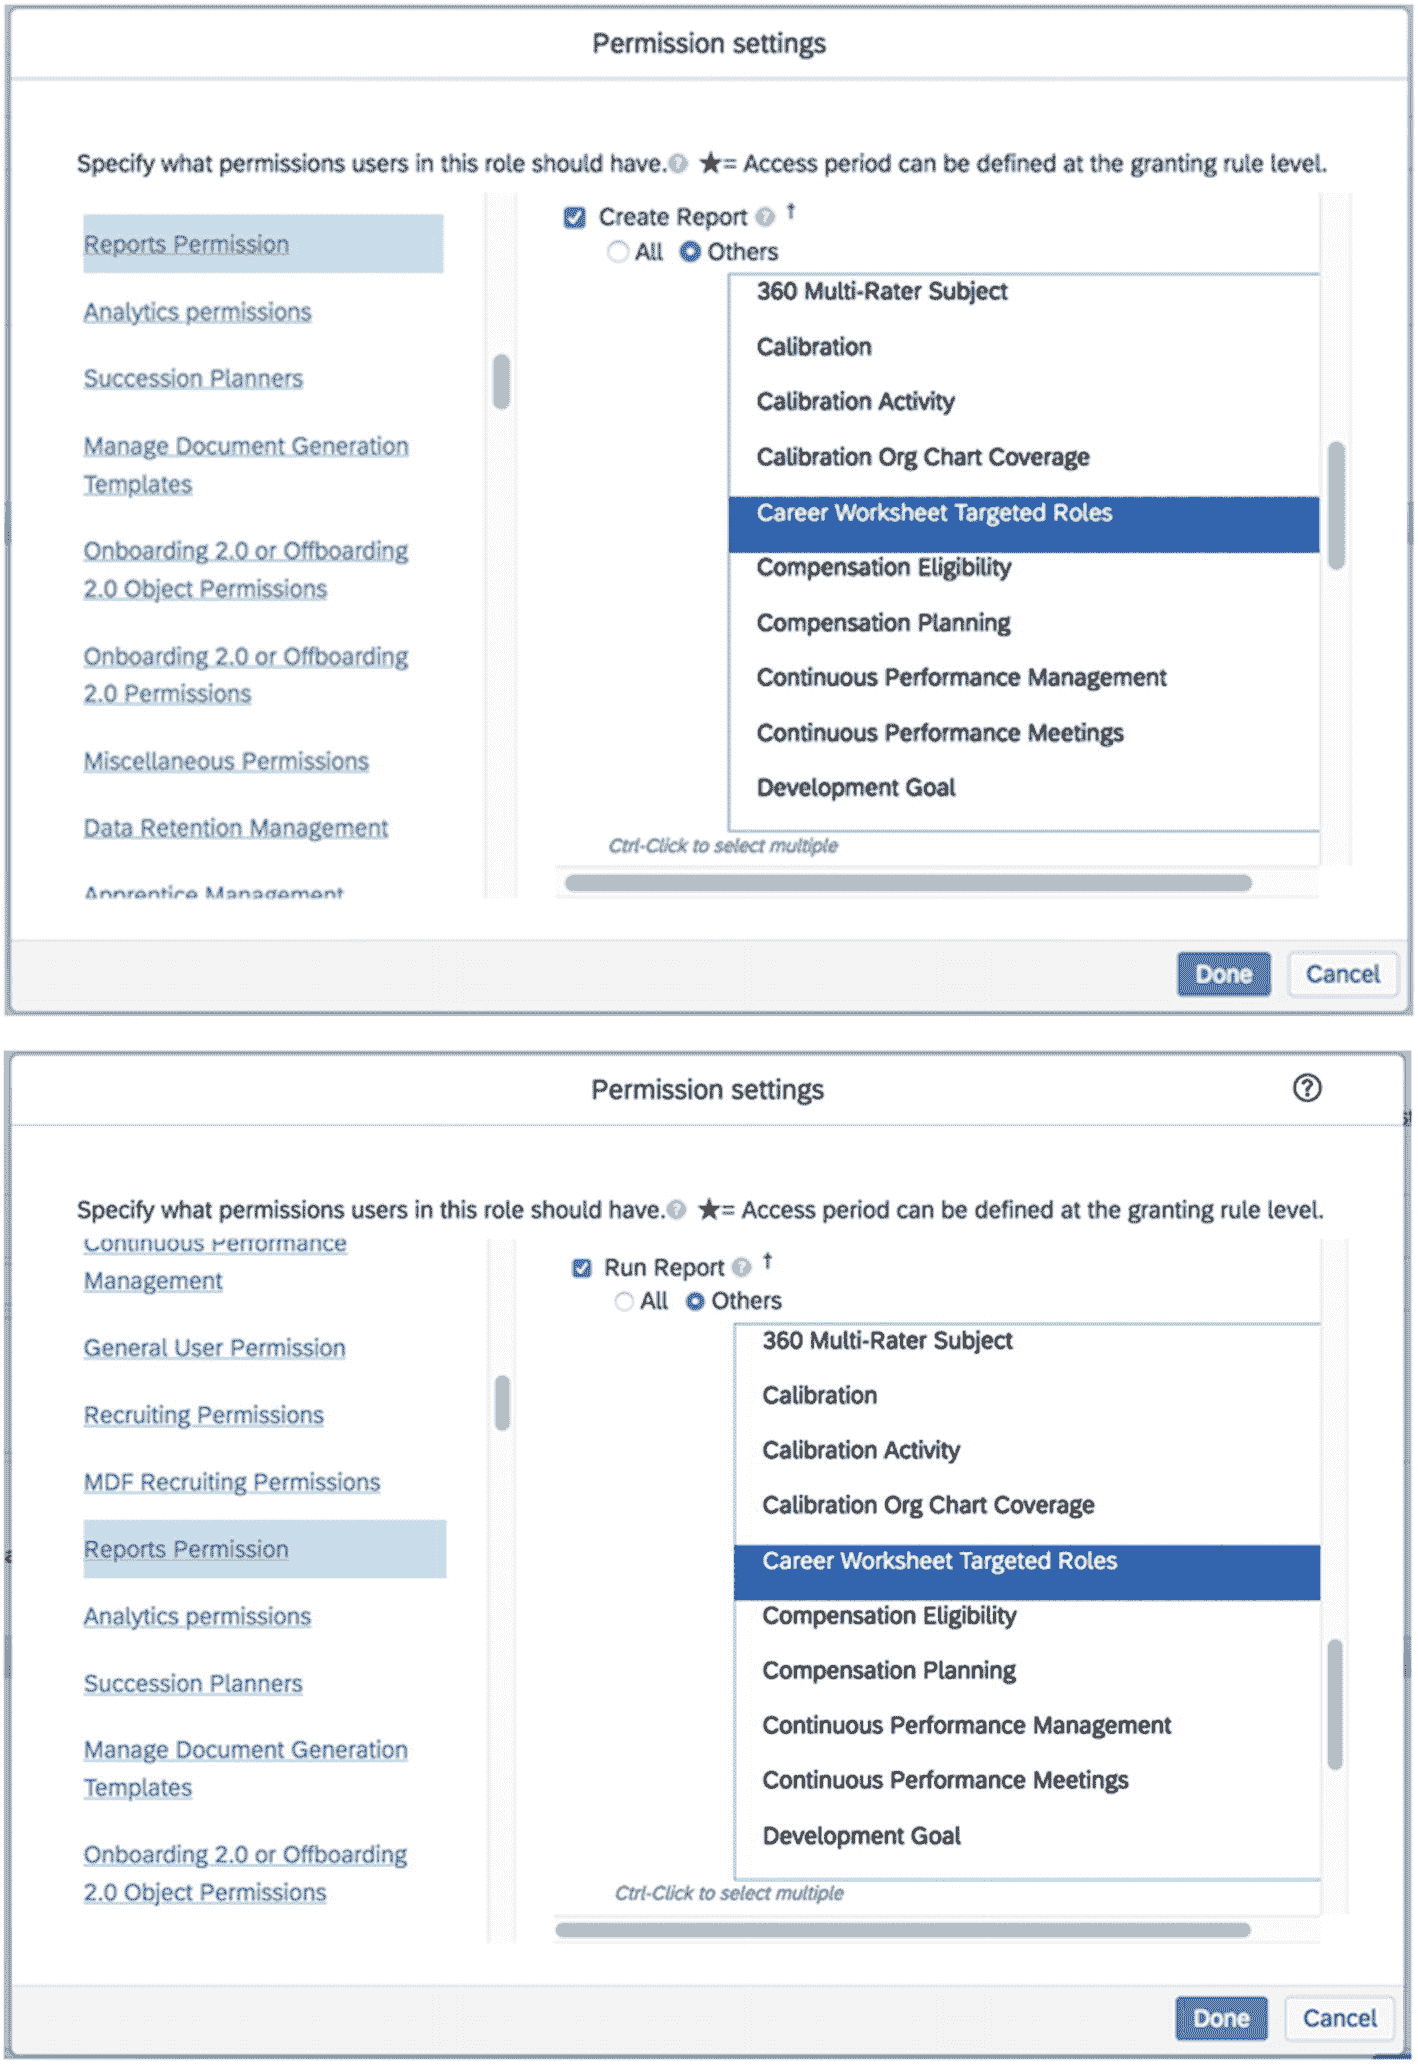 Permission settings
Specify what permissions users in this role should have. ? ★= Access period can be defined at the granting rule level.
Reports Permission
Analytics permissions
Succession Planners
Manage Document Generation
Templates
Onboarding 2.0 or Offboarding
2.0 Object Permissions
Onboarding 2.0 or Offboarding
2.0 Permissions
Miscellaneous Permissions
Data Retention Management
Apprentice Management
Create Report ? †
All Others
360 Multi-Rater Subject
Calibration
Calibration Activity
Calibration Org Chart Coverage
Career Worksheet Targeted Roles
Compensation Eligibility
Compensation Planning
Continuous Performance Management
Continuous Performance Meetings
Development Goal
Ctrl-Click to select multiple
Done Cancel
Permission settings ?
Specify what permissions users in this role should have. ? ★= Access period can be defined at the granting rule level.
Continuous Performance
Management
General User Permission
Recruiting Permissions
MDF Recruiting Permissions
Reports Permission
Analytics permissions
Succession Planners
Manage Document Generation
Templates
Onboarding 2.0 or Offboarding
2.0 Object Permissions
Run Report ? †
All Others
360 Multi-Rater Subject
Calibration
Calibration Activity
Calibration Org Chart Coverage
Career Worksheet Targeted Roles
Compensation Eligibility
Compensation Planning
Continuous Performance Management
Continuous Performance Meetings
Development Goal
Ctrl-Click to select multiple
Done Cancel